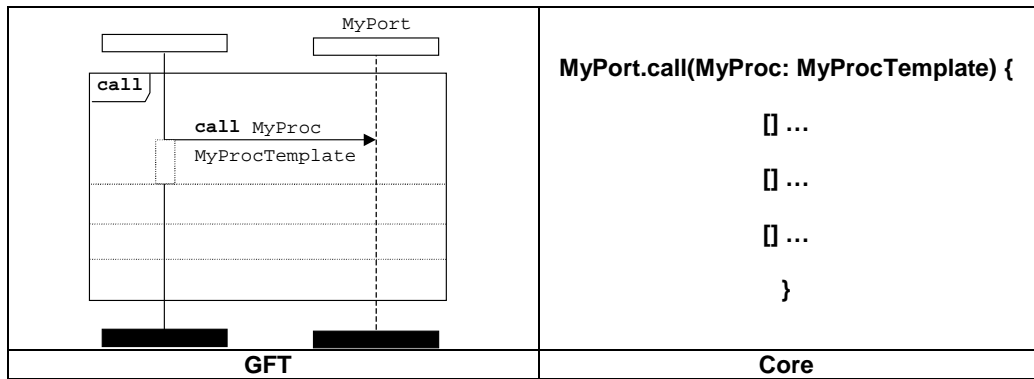 MyPort
call
call MyProc
MyProcTemplate
MyPort.call(MyProc: MyProcTemplate) {
[] …
[] …
[] …
}
GFT
Core